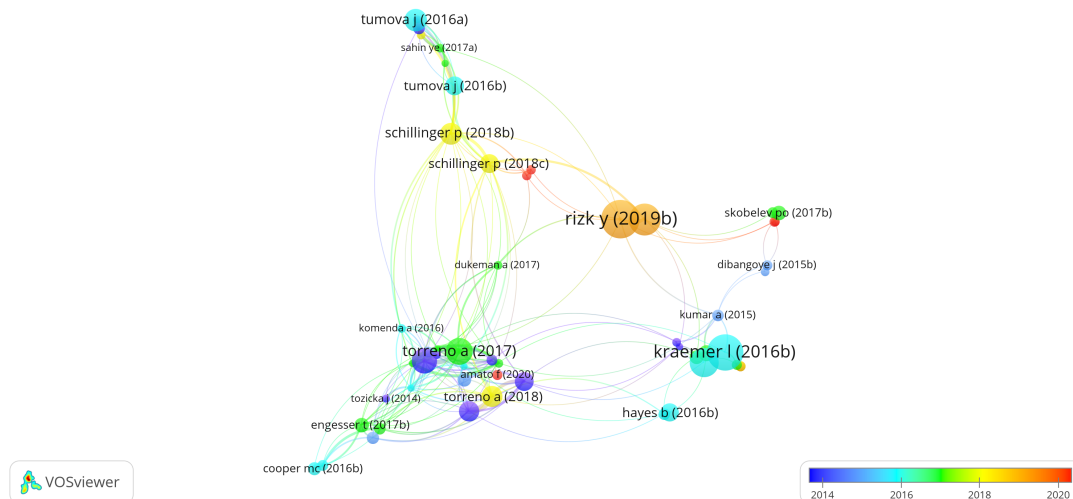 tumova j (2016a)
sahin ye (2017a)
tumova j (2016b)
schillinger p (2018b)
schillinger p (2018c)
rizk y (2019b)
skobelev po (2017b)
dukeman a (2017)
dibangoye j (2015b)
kumar a (2015)
komenda a (2016)
torreno a (2017)
kraemer l (2016b)
amato f (2020)
tozicka j (2014)
torreno a (2018)
hayes b (2016b)
engesser t (2017b)
cooper mc (2016b)
VOSviewer
2014 2016 2018 2020